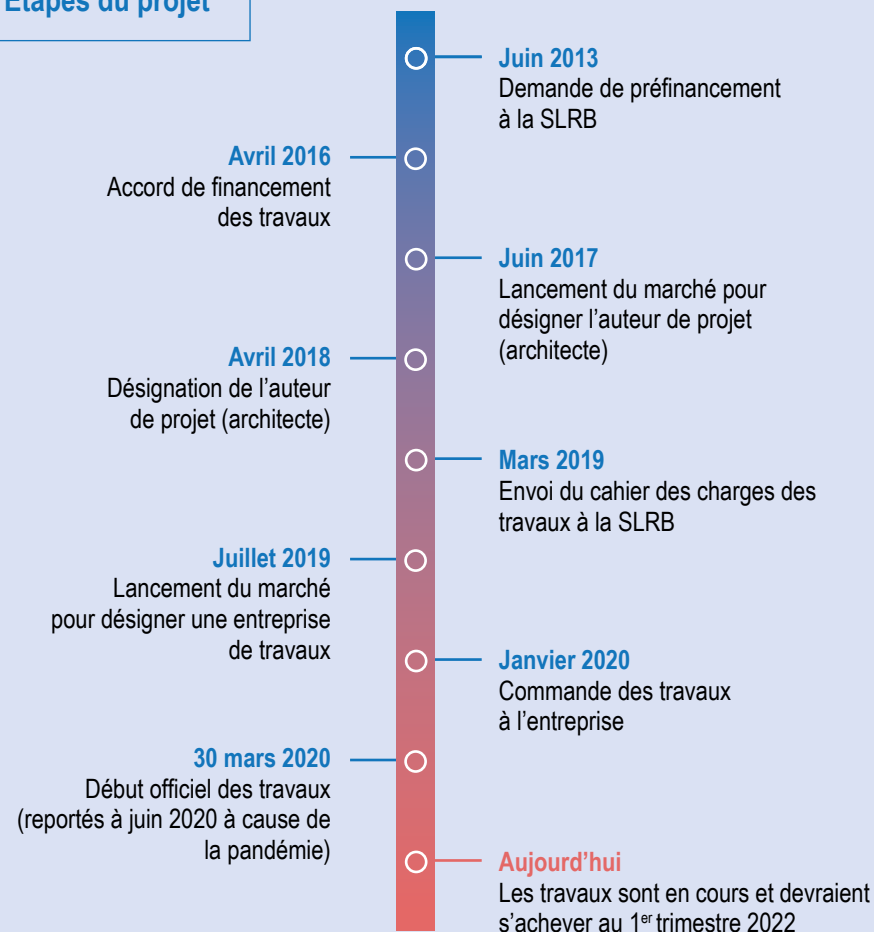 Étapes du projet
Juin 2013
Demande de préfinancement
à la SLRB
Avril 2016
Accord de financement
des travaux
Juin 2017
Lancement du marché pour
désigner l’auteur de projet
(architecte)
Avril 2018
Désignation de l’auteur
de projet (architecte)
Mars 2019
Envoi du cahier des charges des
travaux à la SLRB
Juillet 2019
Lancement du marché
pour désigner une entreprise
de travaux
Janvier 2020
Commande des travaux
à l’entreprise
30 mars 2020
Début officiel des travaux
(reportés à juin 2020 à cause de
la pandémie)
Aujourd’hui
Les travaux sont en cours et devraient
s’achever au 1er trimestre 2022